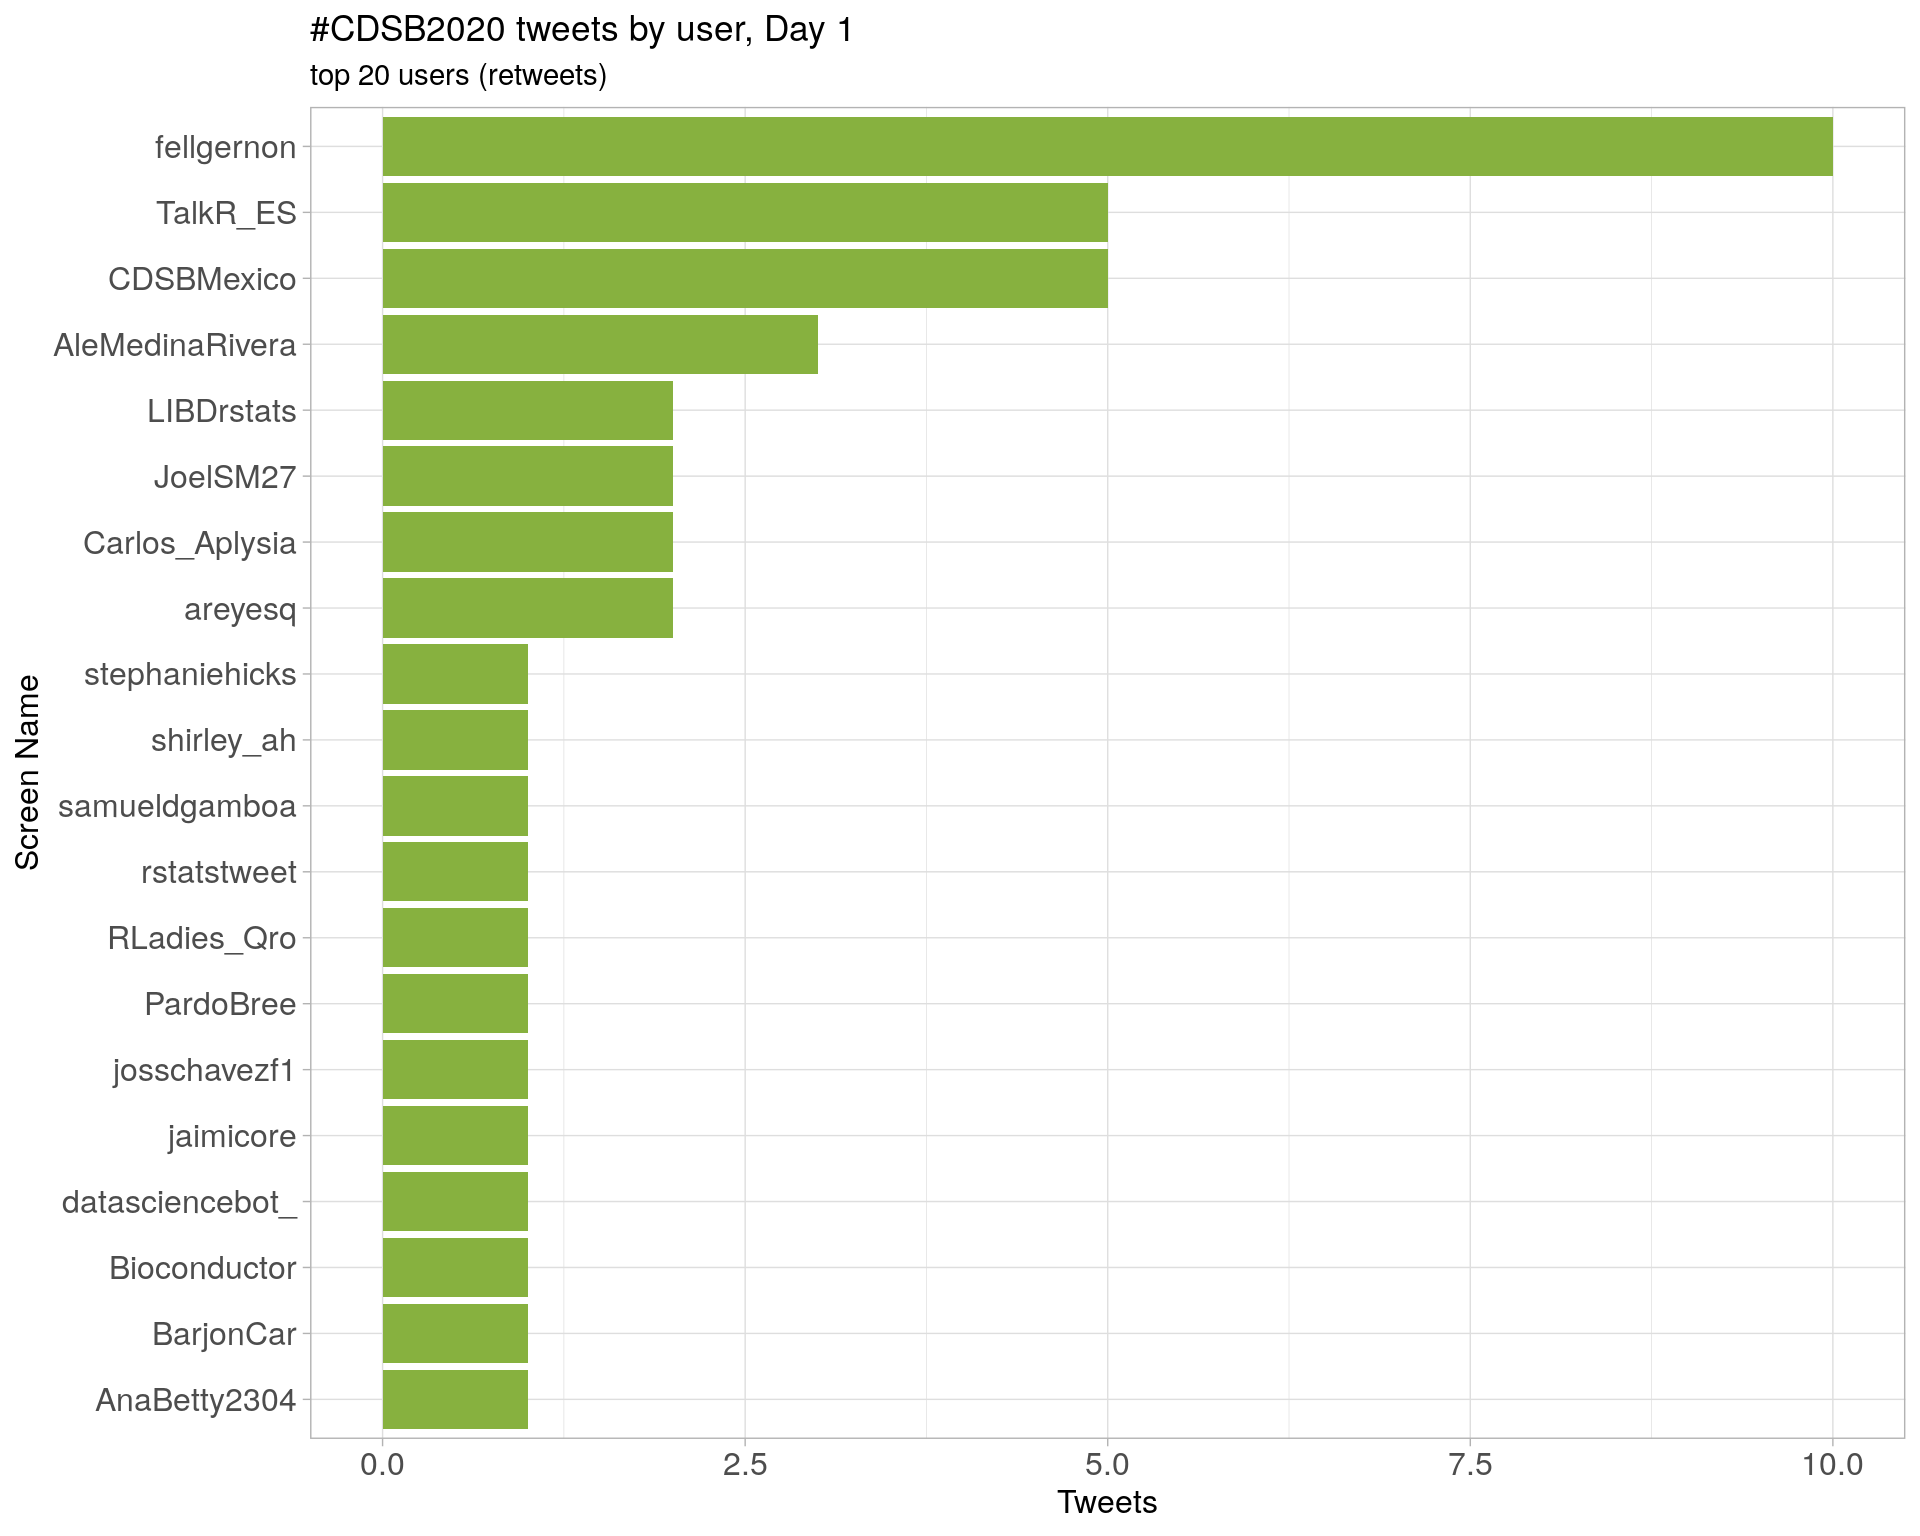 #CDSB2020 tweets by user, Day 1
top 20 users (retweets)
Screen Name
fellgernon
TalkR_ES
CDSBMexico
AleMedinaRivera
LIBDrstats
JoelSM27
Carlos_Aplysia
areyesq
stephaniehicks
shirley_ah
samueldgamboa
rstatstweet
RLadies_Qro
PardoBree
josschavezf1
jaimicore
datasciencebot_
Bioconductor
BarjonCar
AnaBetty2304
0.0 2.5 5.0 7.5 10.0
Tweets